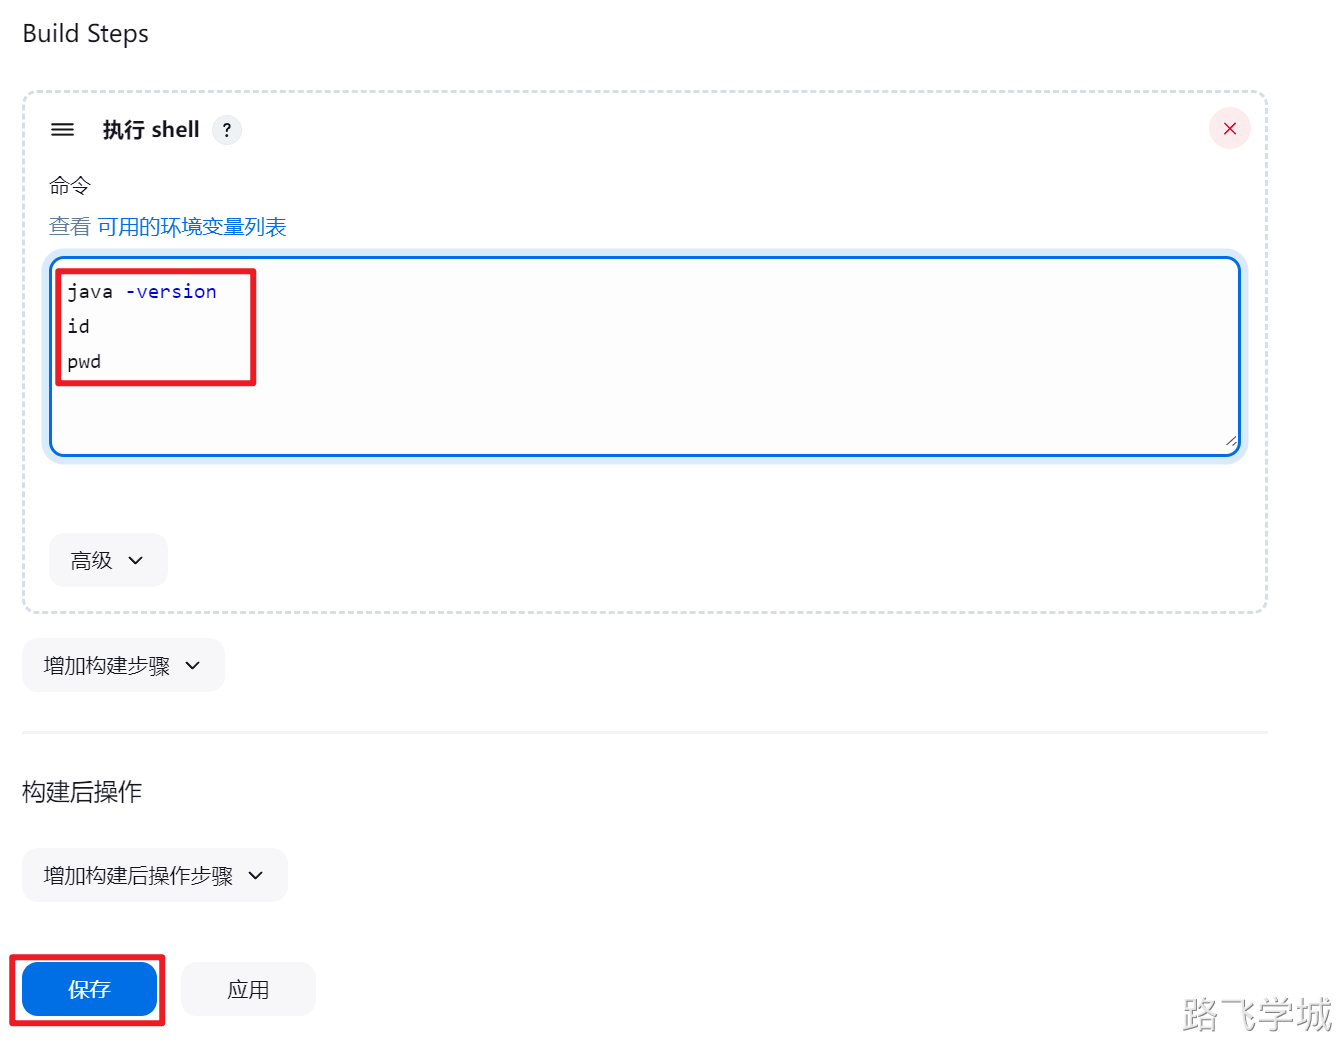 Build Steps
执行 shell ?
命令
查看 可用的环境变量列表
java -version
id
pwd
高级
增加构建步骤
构建后操作
增加构建后操作步骤
保存 应用
路飞学城